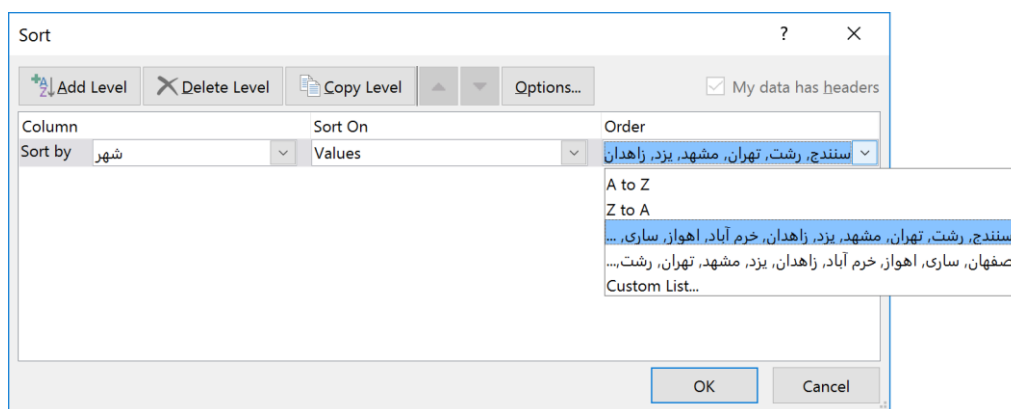 Sort ?
Add Level Delete Level Copy Level Options... My data has headers
Column Sort On Order
Sort by شهر Values سنندج, رشت, تهران, مشهد, یزد, زاهدان
A to Z
Z to A
سنندج, رشت, تهران, مشهد, یزد, زاهدان, خرم آباد, اهواز, ساری, ...
صفهان, ساری, اهواز, خرم آباد, زاهدان, یزد, مشهد, تهران, رشت,...
Custom List...
OK Cancel